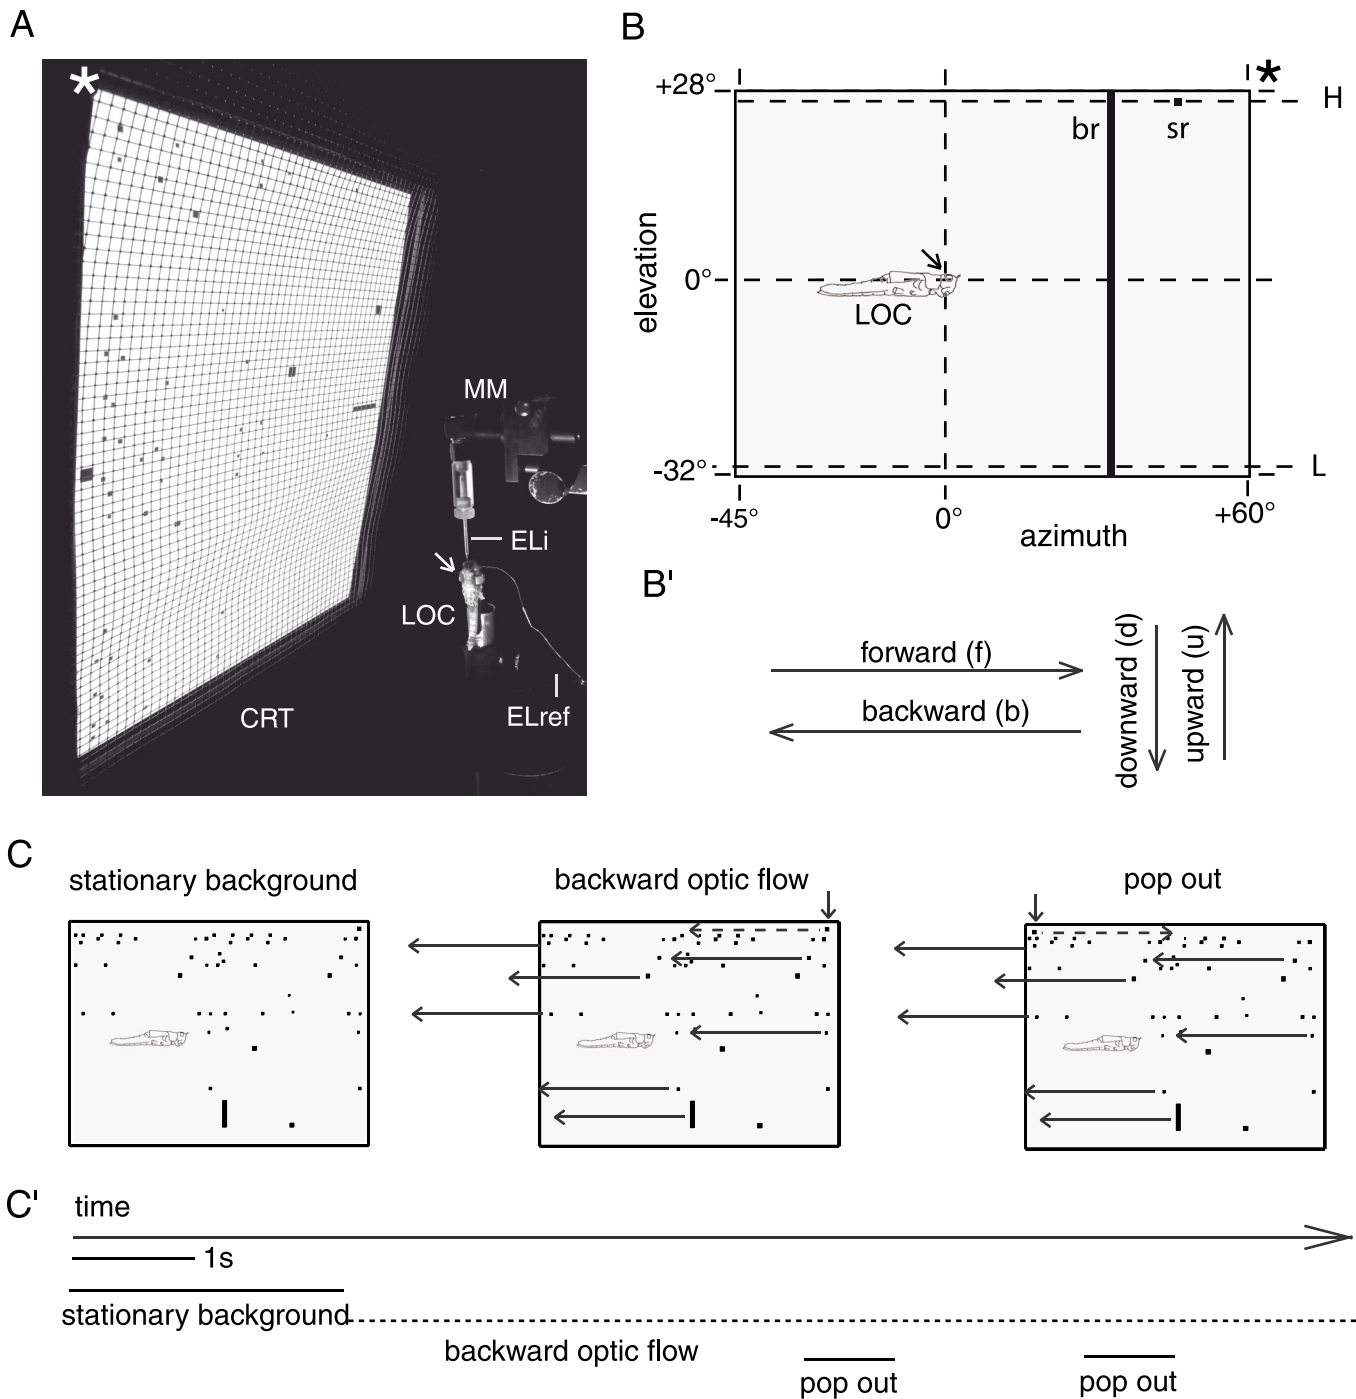 A
*
MM
ELi
LOC
ELref
CRT
B
*
+28°
H
br
sr
elevation
0°
LOC
-32°
L
-45°
0°
+60°
azimuth
B'
forward (f)
backward (b)
downward (d)
upward (u)
C
stationary background
backward optic flow
pop out
C'
time
1s
stationary background
backward optic flow
pop out
pop out